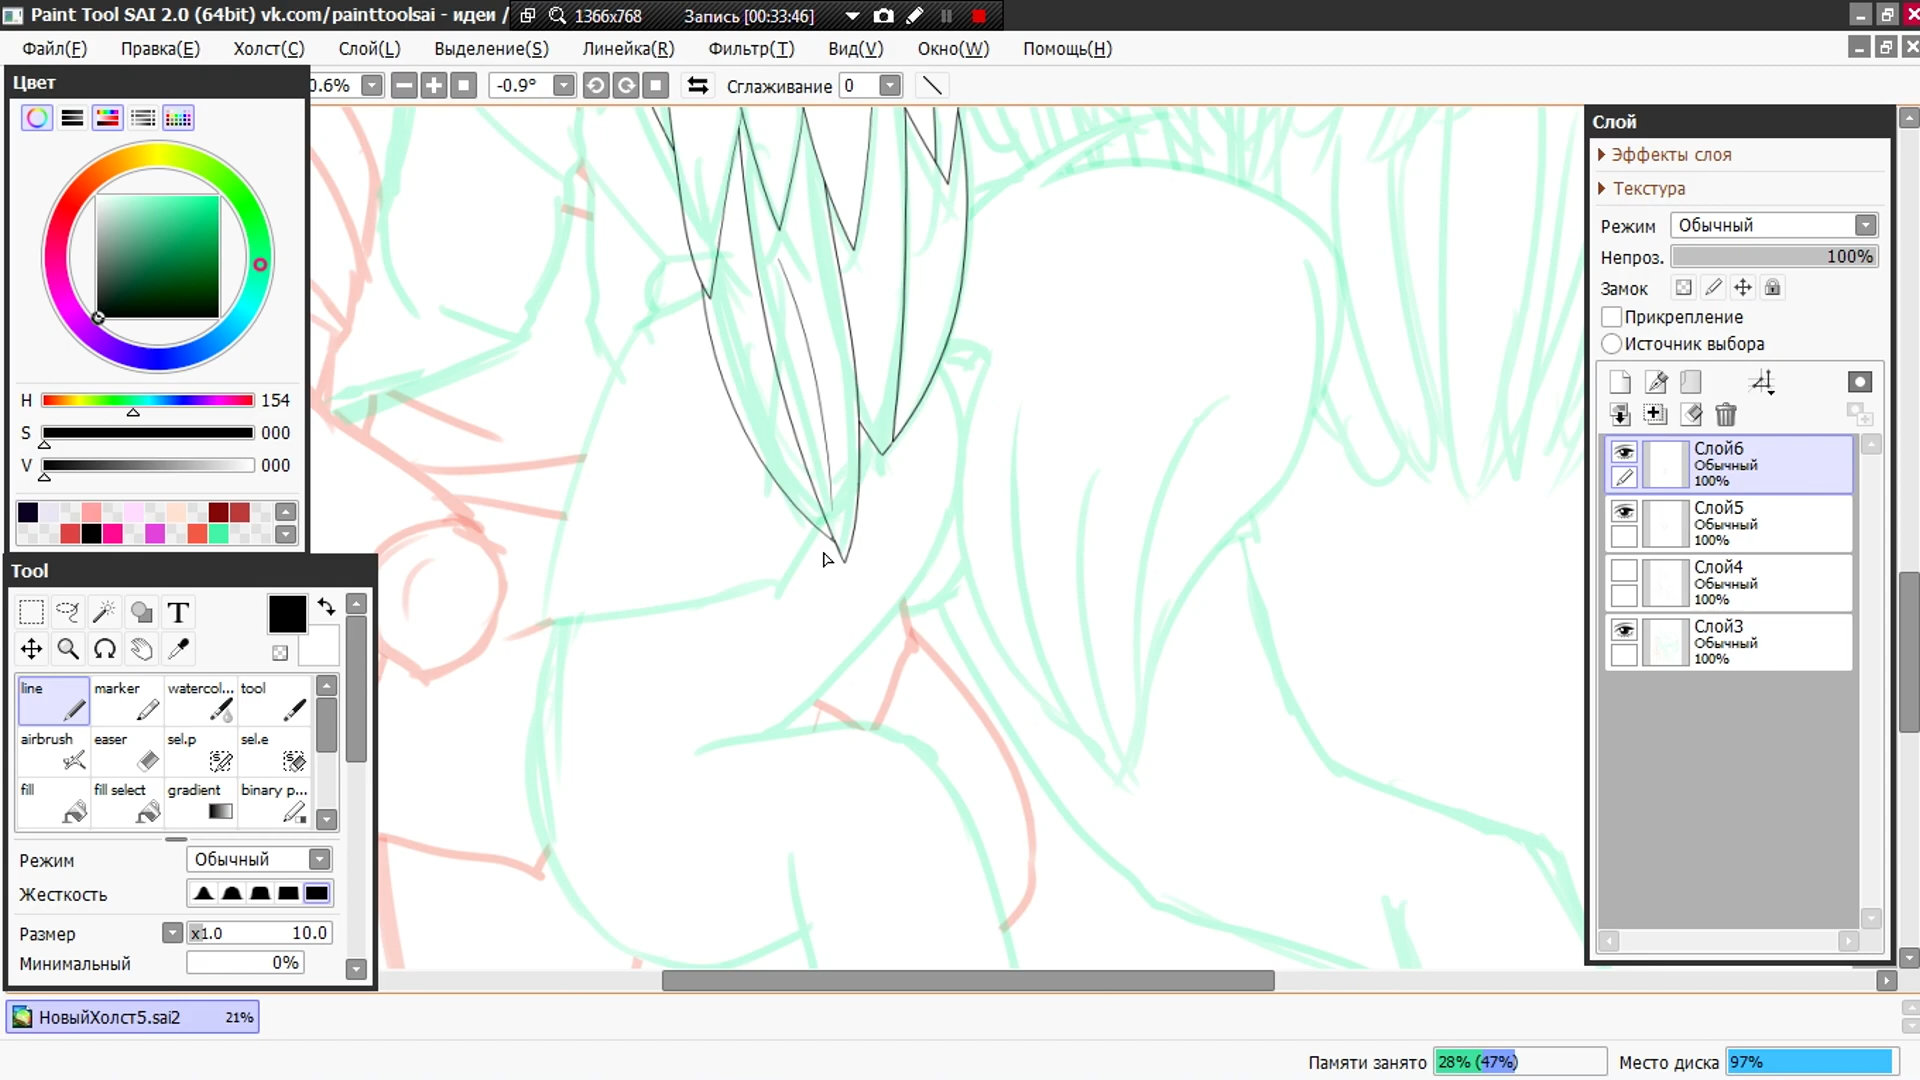 Paint Tool SAI 2.0 (64bit) vk.com/painttoolsai - идеи /
1366x768
Запись [00:33:46]
Файл(F) Правка(E) Холст(C) Слой(L) Выделение(S) Линейка(R) Фильтр(T) Вид(V) Окно(W) Помощь(H)
0.6% -0.9° Сглаживание 0
Цвет
H 154
S 000
V 000
Tool
T
line marker watercol... tool
airbrush easer sel.p sel.e
fill fill select gradient binary p...
Режим Обычный
Жесткость
Размер x1.0 10.0
Минимальный 0%
Слой
Эффекты слоя
Текстура
Режим Обычный
Непроз. 100%
Замок
Прикрепление
Источник выбора
Слой6
Обычный
100%
Слой5
Обычный
100%
Слой4
Обычный
100%
Слой3
Обычный
100%
НовыйХолст5.sai2 21%
Памяти занято 28% (47%) Место диска 97%